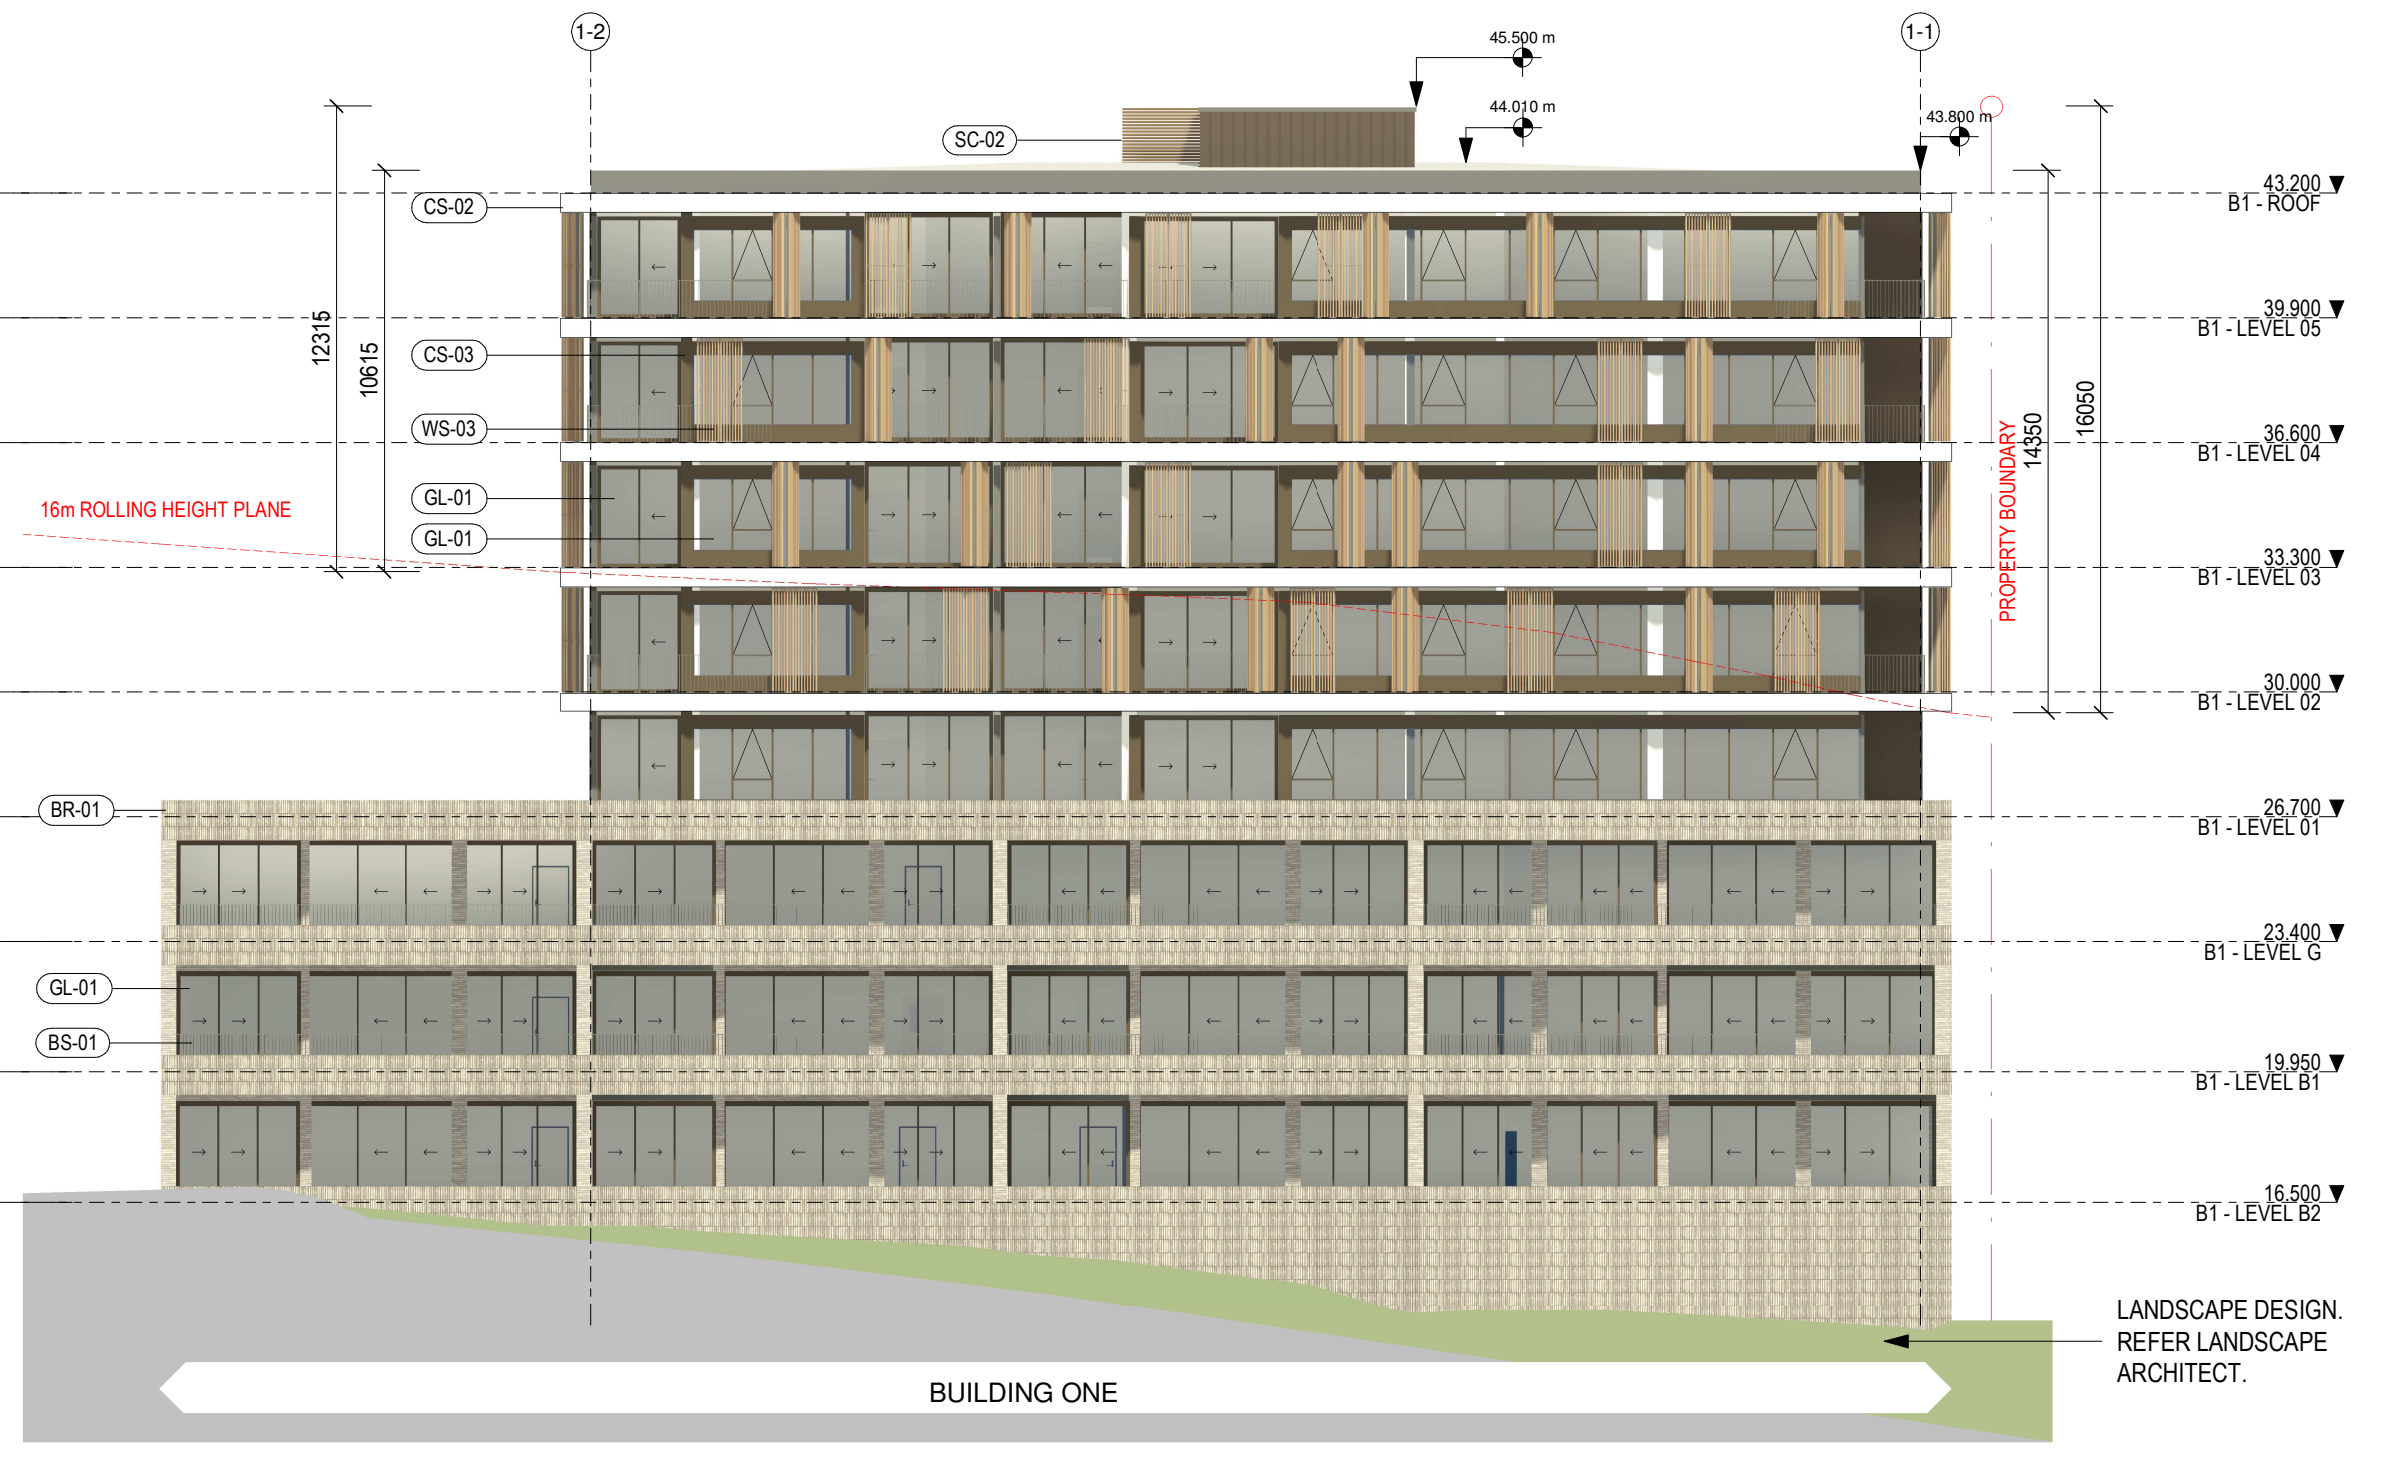 1-2
1-1
45.500 m
44.010 m
43.800 m
SC-02
43.200
B1 - ROOF
CS-02
39.900
B1 - LEVEL 05
12315
10615
CS-03
WS-03
36.600
B1 - LEVEL 04
14350
16050
PROPERTY BOUNDARY
GL-01
16m ROLLING HEIGHT PLANE
GL-01
33.300
B1 - LEVEL 03
30.000
B1 - LEVEL 02
BR-01
26.700
B1 - LEVEL 01
23.400
B1 - LEVEL G
GL-01
BS-01
19.950
B1 - LEVEL B1
16.500
B1 - LEVEL B2
LANDSCAPE DESIGN.
REFER LANDSCAPE
ARCHITECT.
BUILDING ONE